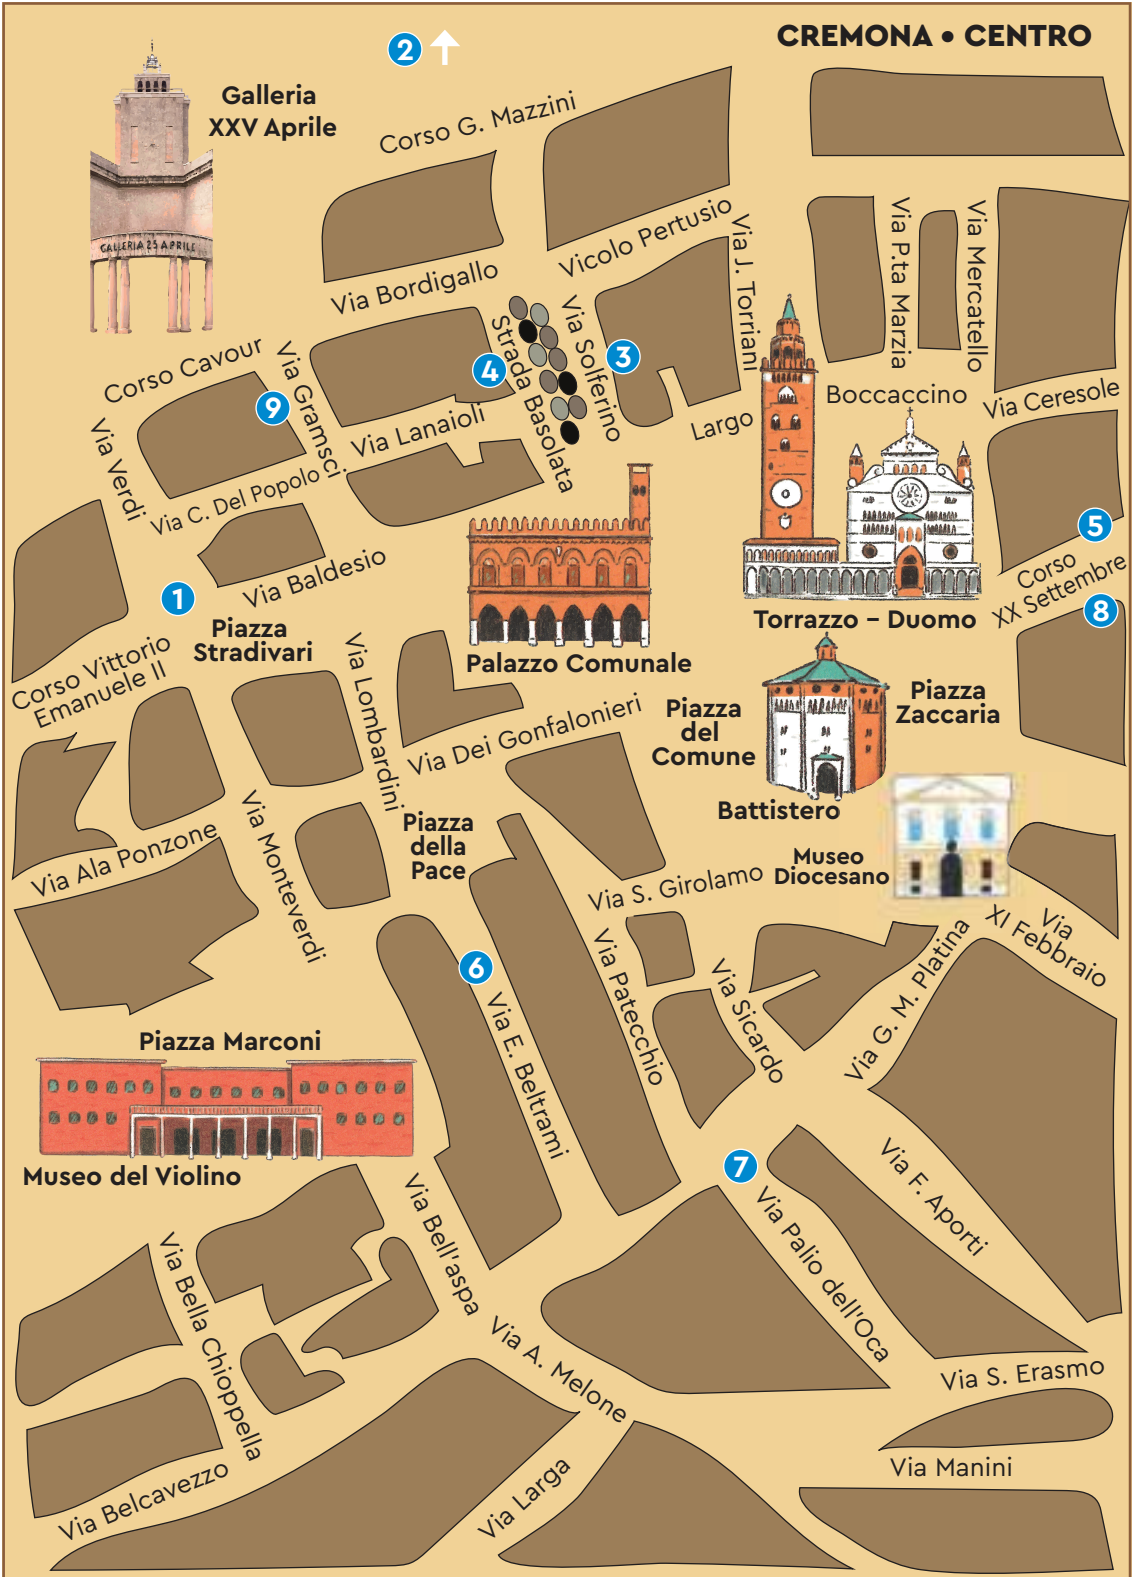 CREMONA • CENTRO
2
Galleria
XXV Aprile
GALLERIA 25 APRILE
Corso G. Mazzini
Vicolo Pertusio
Via J. Torriani
Via P.ta Marzia
Via Mercatello
Via Bordigallo
Strada Basolata
Via Solferino
3
4
Corso Cavour
Via Gramsci
9
Via Lanaioli
Largo
Boccaccino
Via Ceresole
Via Verdi
Via C. Del Popolo
5
Corso
XX Settembre
8
Via Baldesio
1
Piazza
Stradivari
Corso Vittorio
Emanuele II
Via Lombardini
Palazzo Comunale
Torrazzo – Duomo
Piazza
Zaccaria
Piazza
del
Comune
Via Dei Gonfalonieri
Battistero
Via Monteverdi
Piazza
della
Pace
Via Ala Ponzone
Museo
Diocesano
Via S. Girolamo
Via
XI Febbraio
Via G. M. Platina
Via Patecchio
Via Sicardo
6
Via E. Beltrami
Piazza Marconi
Museo del Violino
7
Via F. Aporti
Via Palio dell'Oca
Via Bell'aspa
Via Bella Chioppella
Via A. Melone
Via S. Erasmo
Via Manini
Via Belcavezzo
Via Larga